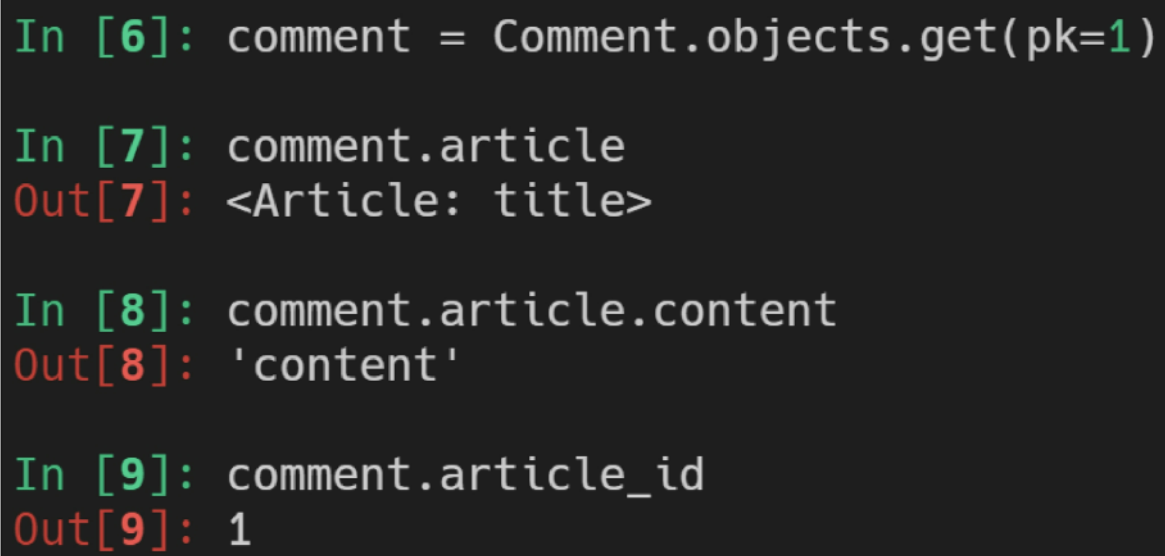 In [6]: comment = Comment.objects.get(pk=1)
In [7]: comment.article
Out[7]: <Article: title>
In [8]: comment.article.content
Out[8]: 'content'
In [9]: comment.article_id
Out[9]: 1